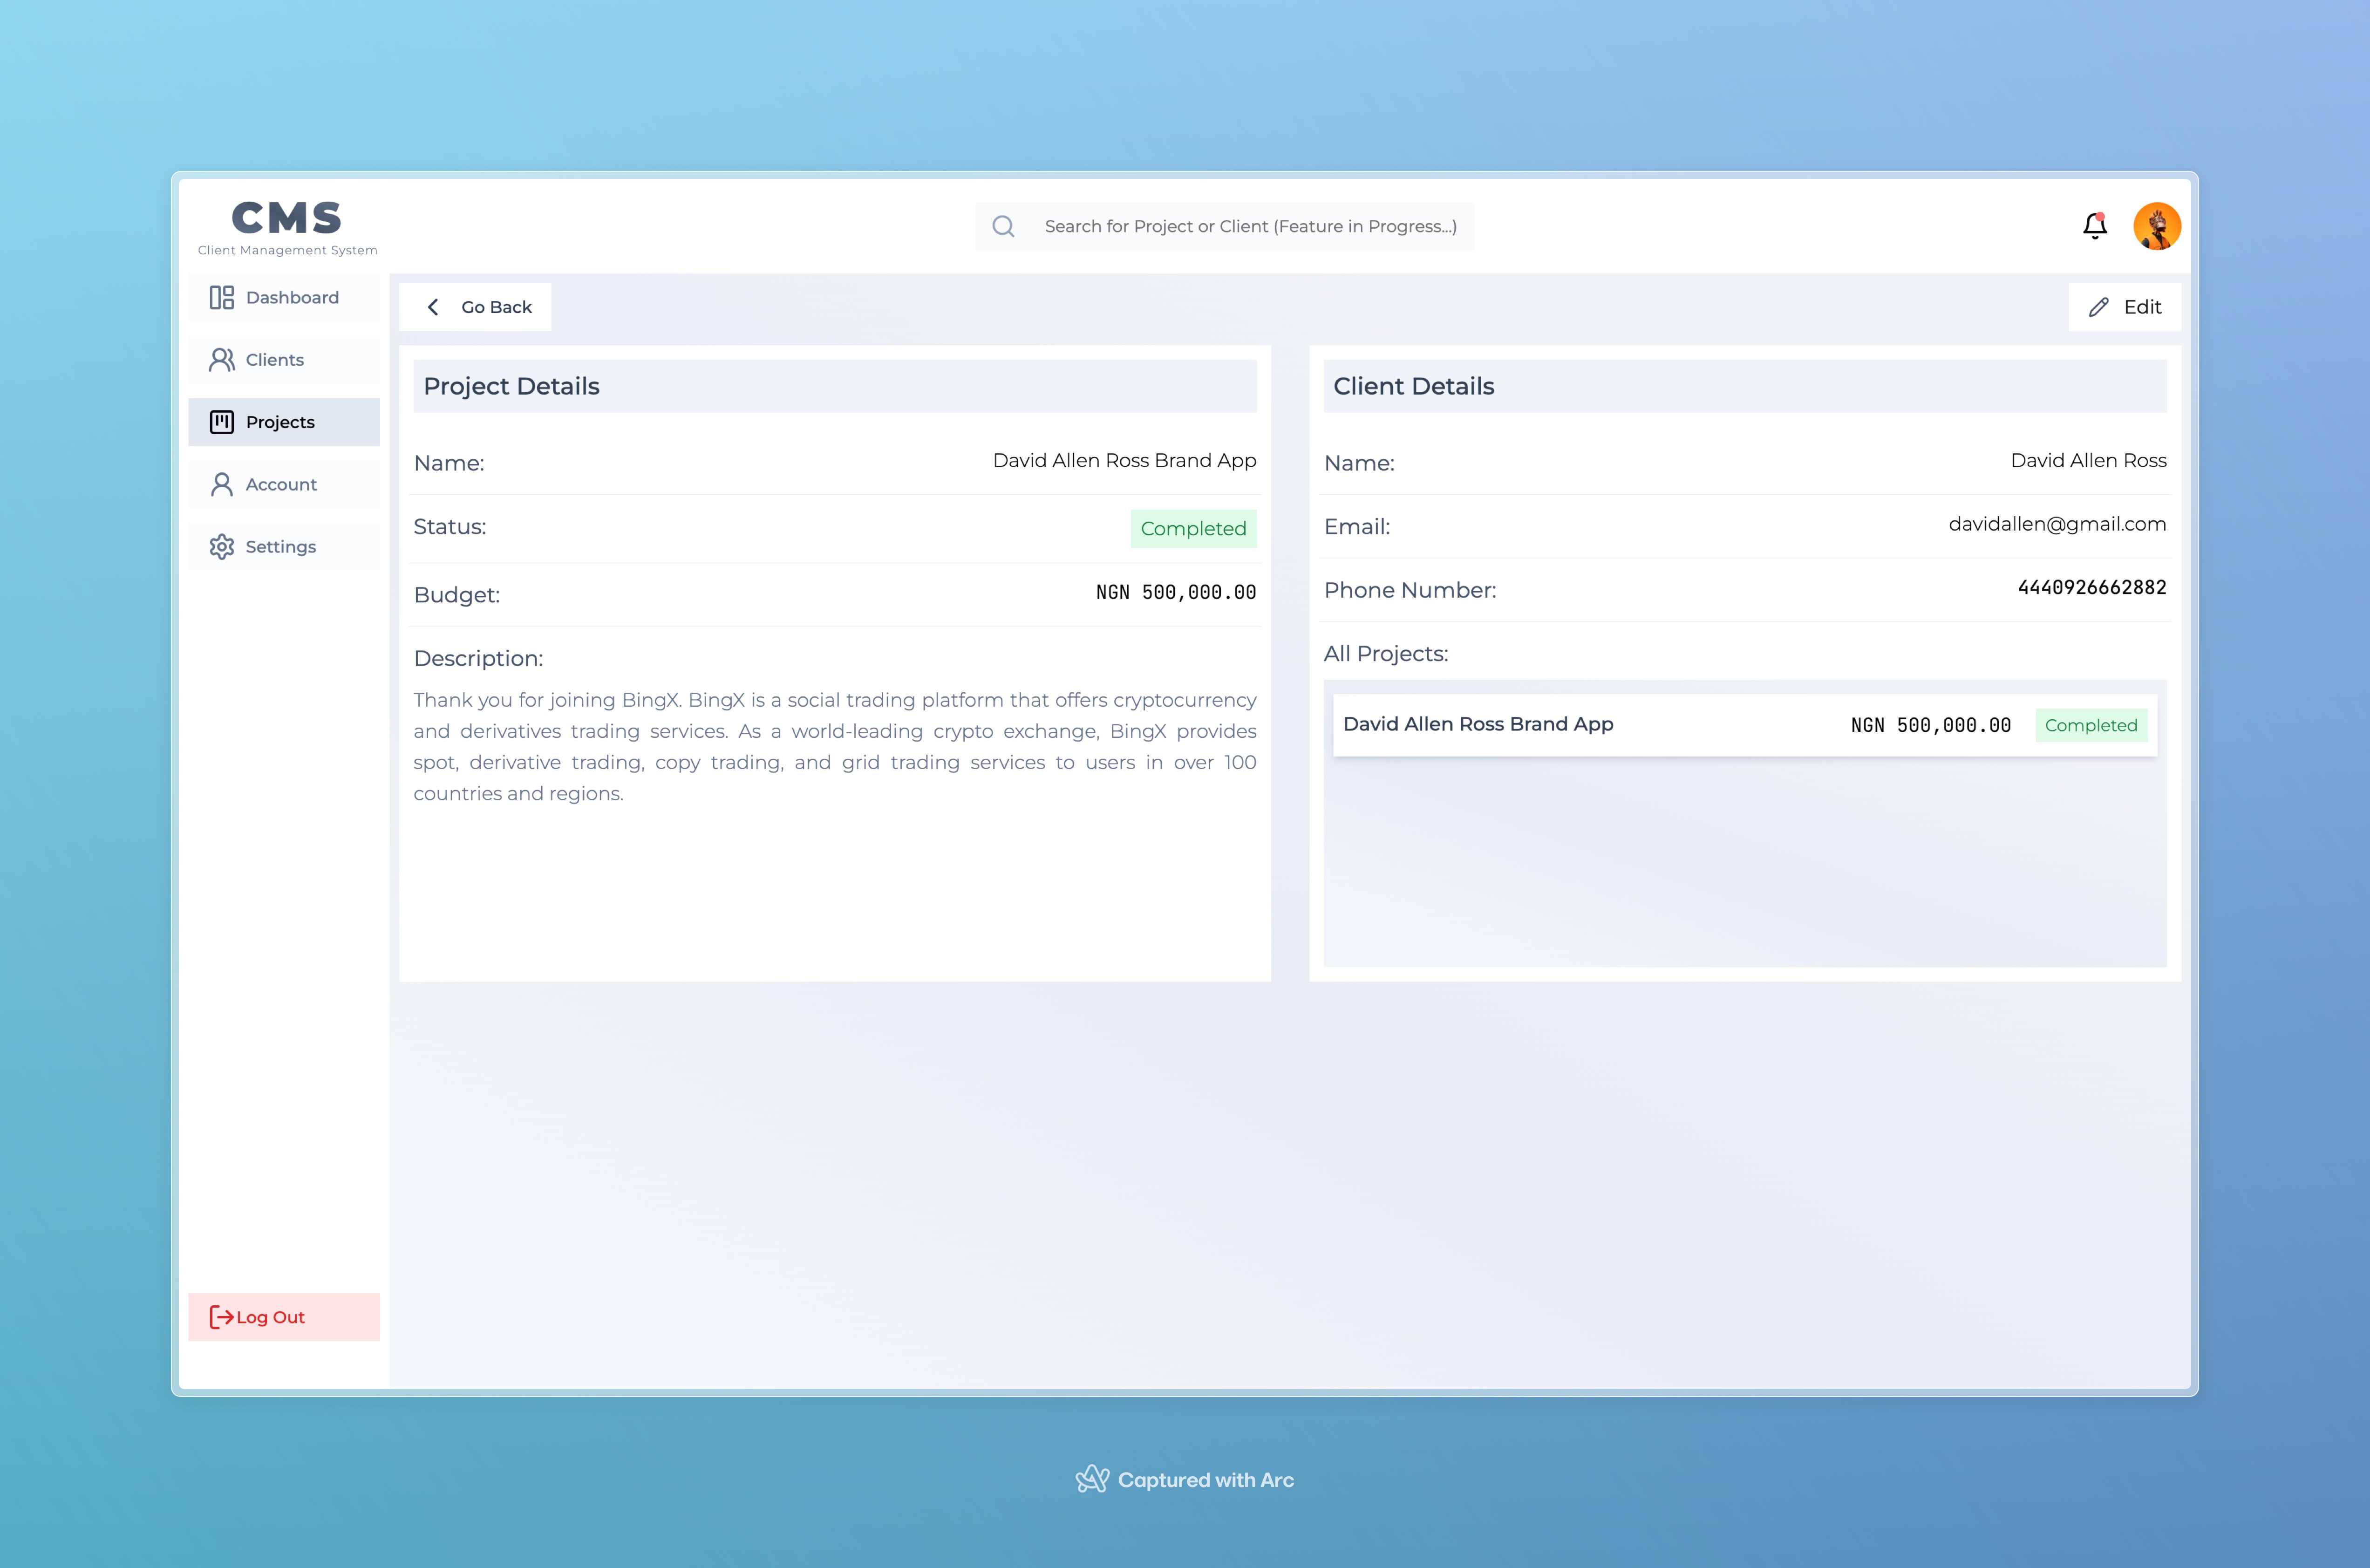 CMS
Client Management System
Search for Project or Client (Feature in Progress...)
Dashboard
Clients
Projects
Account
Settings
Log Out
Go Back
Edit
Project Details
Name:
David Allen Ross Brand App
Status:
Completed
Budget:
NGN 500,000.00
Description:
Thank you for joining BingX. BingX is a social trading platform that offers cryptocurrency
and derivatives trading services. As a world-leading crypto exchange, BingX provides
spot, derivative trading, copy trading, and grid trading services to users in over 100
countries and regions.
Client Details
Name:
David Allen Ross
Email:
davidallen@gmail.com
Phone Number:
4440926662882
All Projects:
David Allen Ross Brand App
NGN 500,000.00
Completed
Captured with Arc